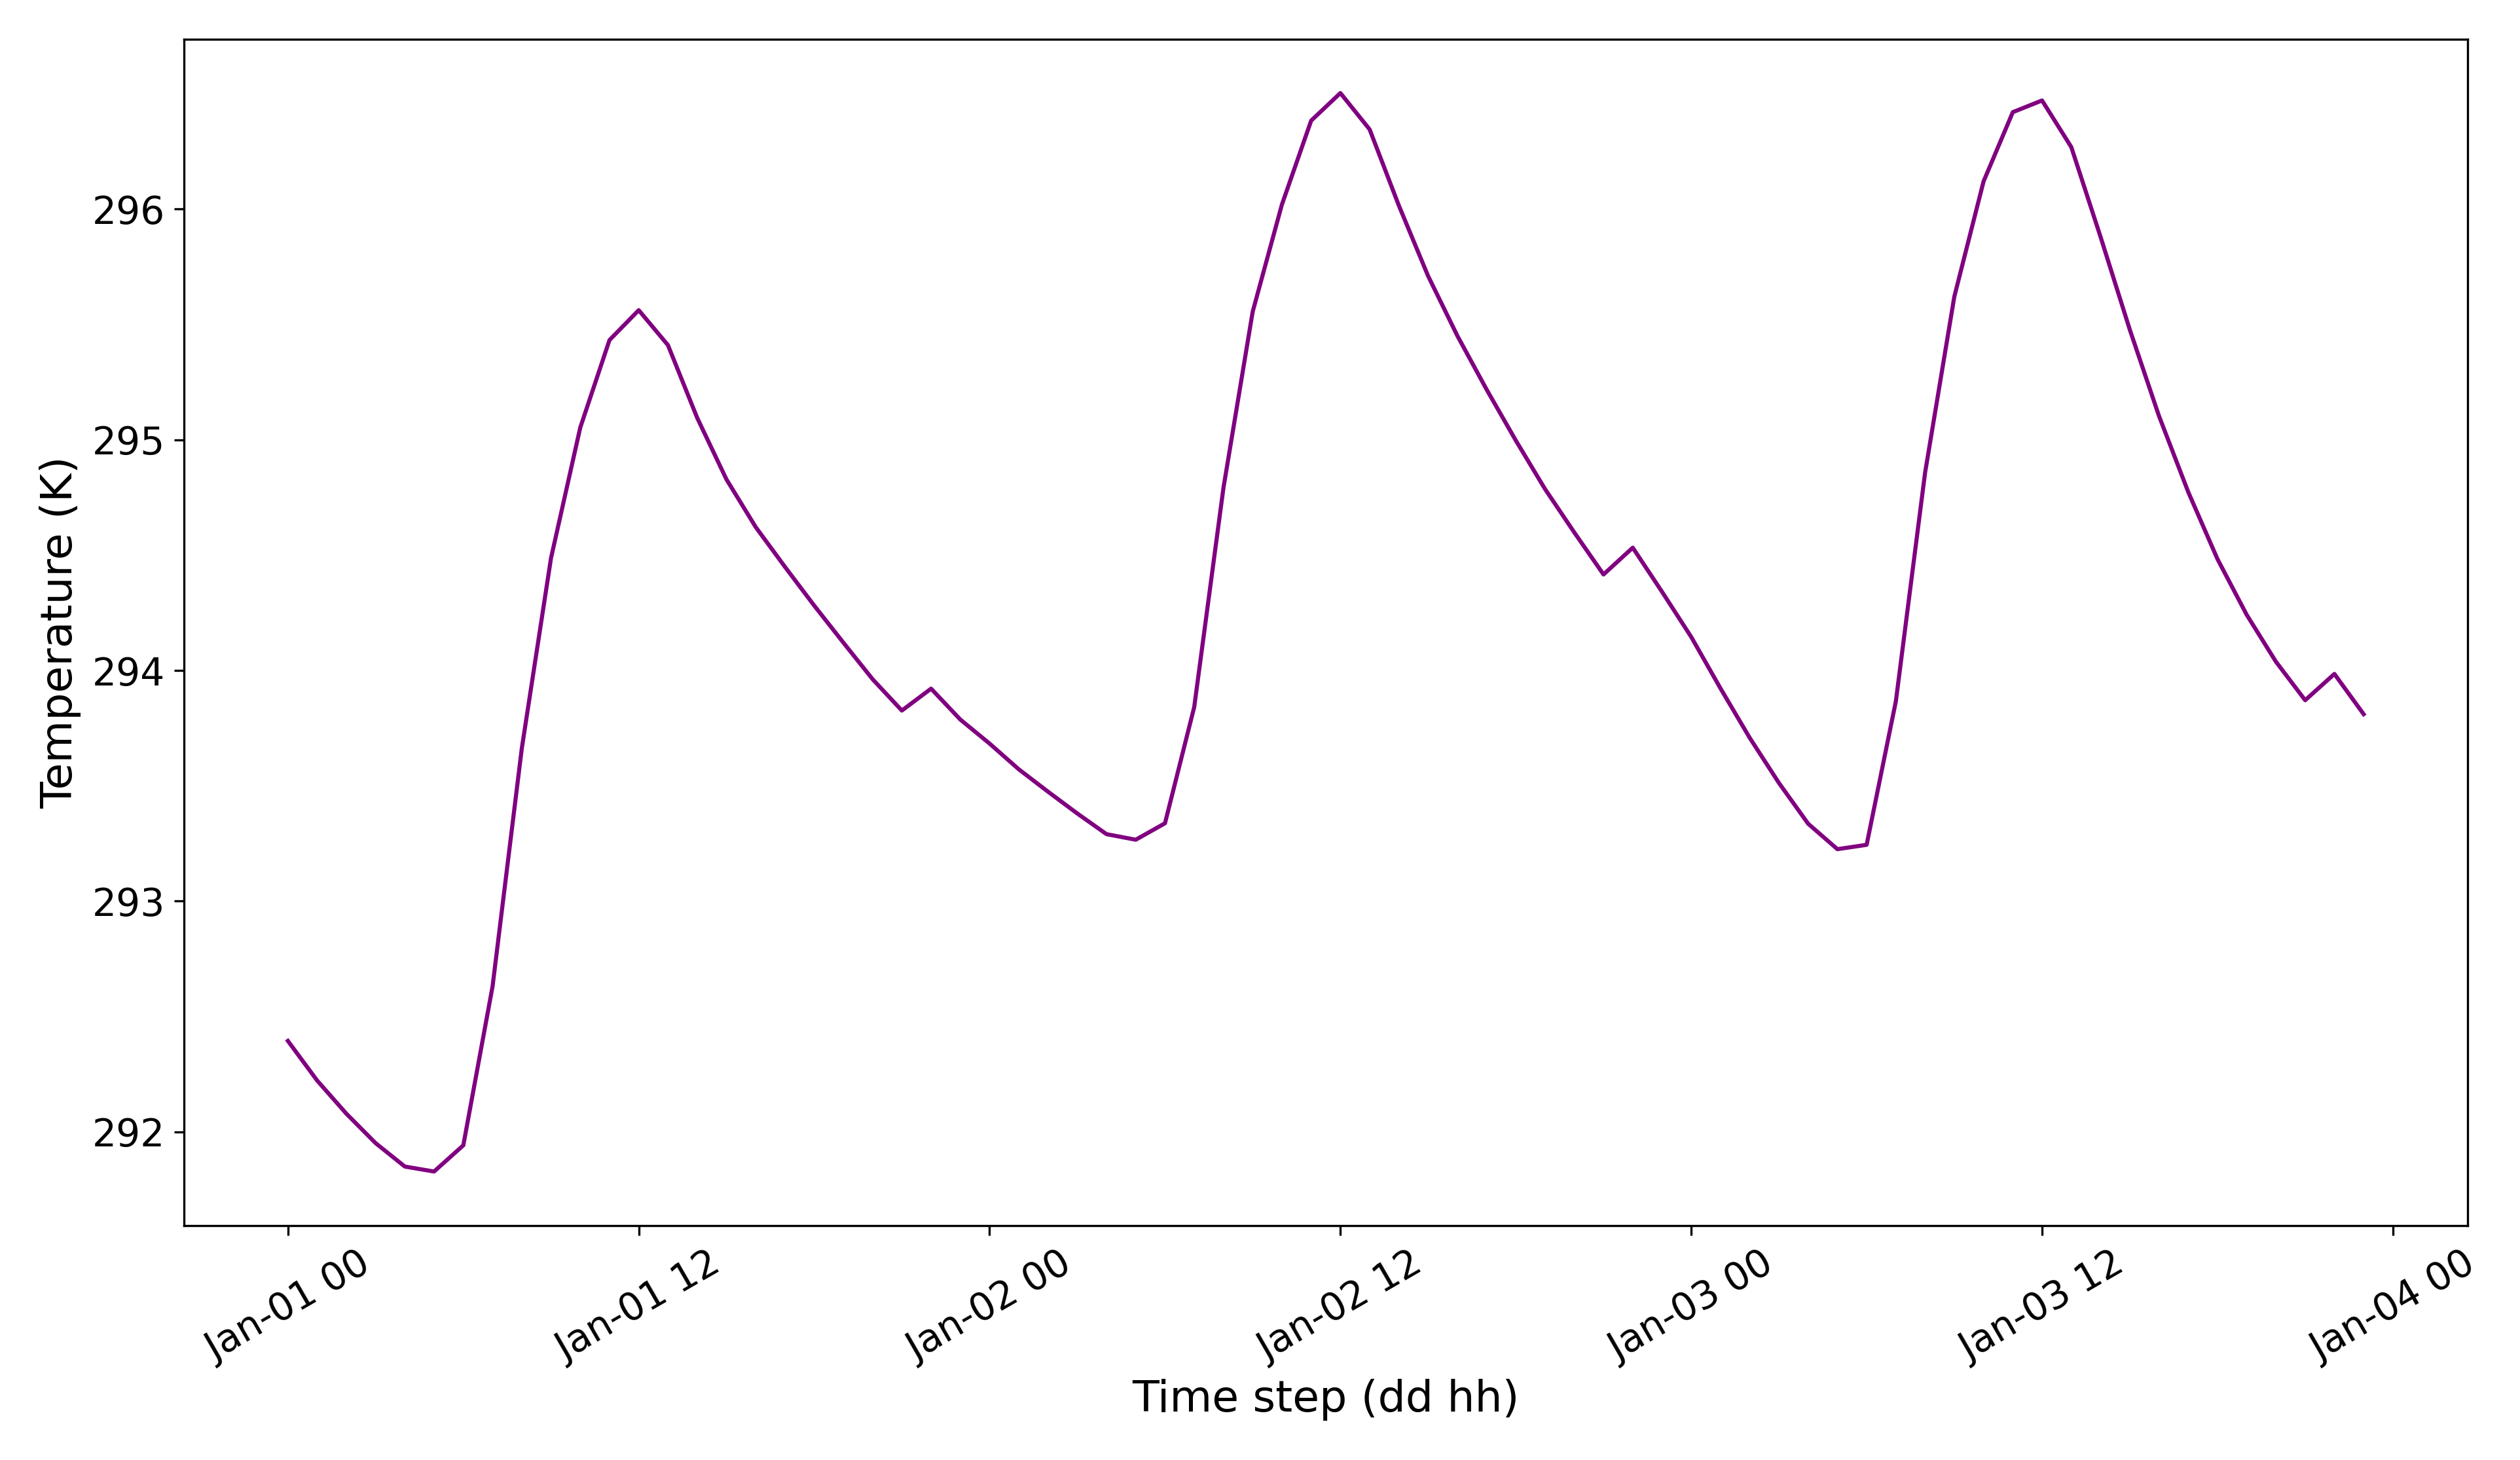 Temperature (K)
296
295
294
293
292
Jan-01 00
Jan-01 12
Jan-02 00
Jan-02 12
Jan-03 00
Jan-03 12
Jan-04 00
Time step (dd hh)